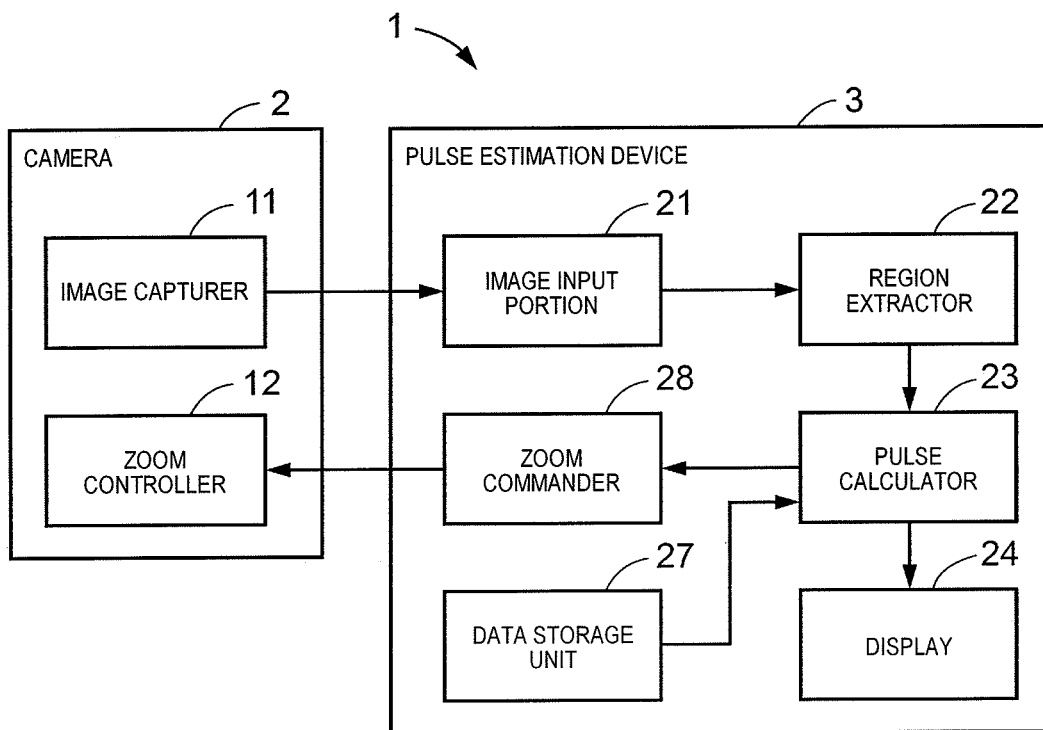 1
2
3
CAMERA
PULSE ESTIMATION DEVICE
11
21
22
IMAGE CAPTURER
IMAGE INPUT
PORTION
REGION
EXTRACTOR
12
28
23
ZOOM
CONTROLLER
ZOOM
COMMANDER
PULSE
CALCULATOR
27
24
DATA STORAGE
UNIT
DISPLAY